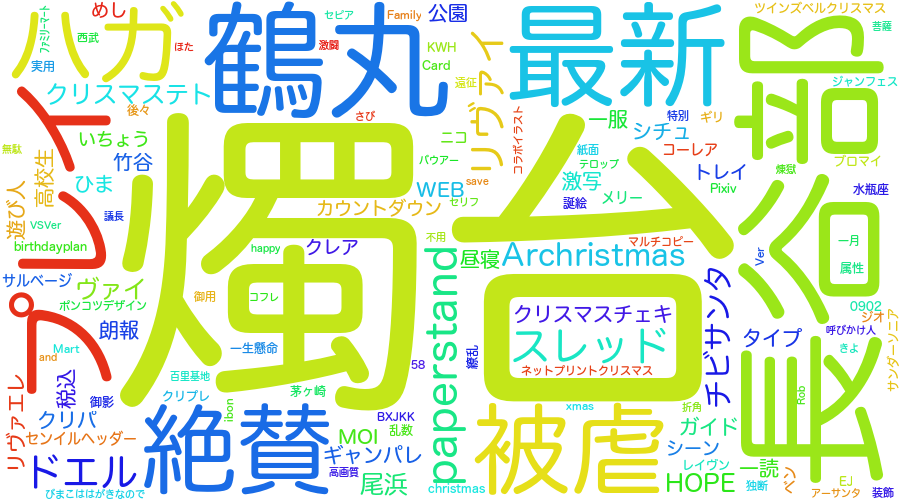 ハガ
めし
鶴丸
セピア
Family
公園
最新
ツインズベルクリスマス
菩薩
ファミリーマート
西武
ほた
激闘
KWH
実用
Card
遠征
リヴァイ
ジャンフェス
クリスマステト
後々
さび
コラボイラスト
一服
特別
ギリ
シチュ
いちょう
ニコ
パウアー
紙面
コーレア
プロマイ
長谷部
無駄
竹谷
高校生
テロップ
煉獄
プレイ
ひま
WEB
save
激写
トレイ
Pixiv
水瓶座
議長
遊び人
カウントダウン
セリフ
誕絵
メリー
VSVer
燭台
birthdayplan
happy
クレア
不用
マルチコピー
昼寝
Archristmas
Ver
一月
サルベージ
属性
ヴァイ
御用
コフレ
paperstand
チビサンタ
ポンコツデザイン
クリスマスチェキ
0902
ジオ
朗報
タイプ
呼びかけ人
Mart
一生懸命
スレッド
きよ
サンダーソニア
and
58
繚乱
百里基地
ネットプリントクリスマス
リヴァエレ
税込
御影
クリプレ
茅ヶ崎
Rob
ibon
xmas
折角
クリパ
絶賛
BXJKK
乱数
被虐
ガイド
センイルヘッダー
MOI
シーン
ギャンパレ
レイヴン
一読
ドエル
高画質
尾浜
HOPE
ペン
EJ
christmas
独断
アーサンタ
装飾
ぴまこははがきなので